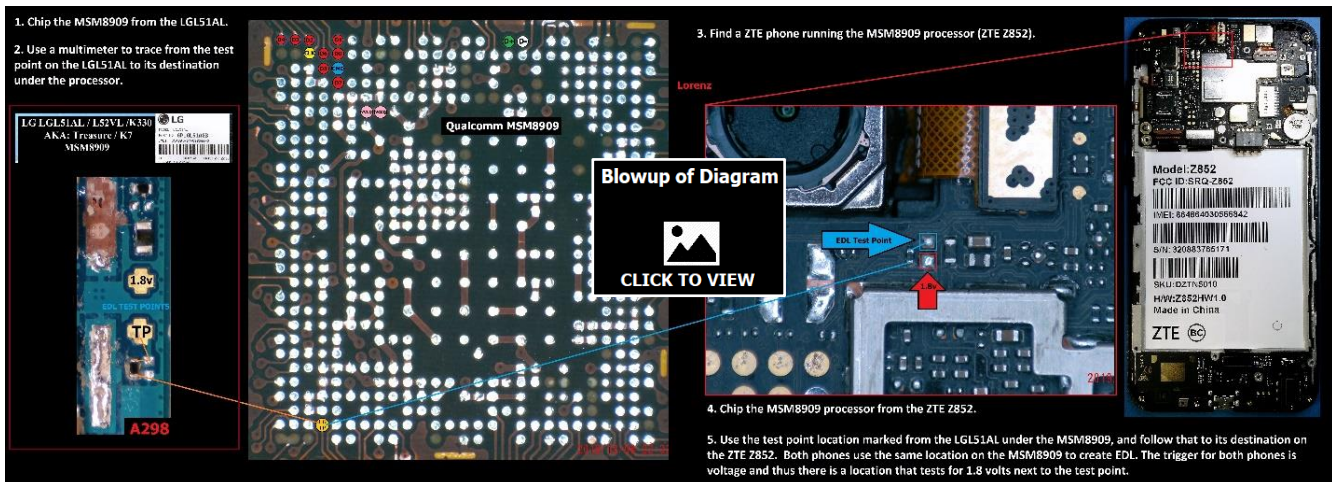 1. Chip the MSM8909 from the LGL51AL.
2. Use a multimeter to trace from the test
point on the LGL51AL to its destination
under the processor.
LG LGL51AL / L52VL /K330
AKA: Treasure / K7
MSM8909
LG
1.8v
EDL TEST POINTS
TP
A298
Qualcomm MSM8909
Blowup of Diagram
CLICK TO VIEW
3. Find a ZTE phone running the MSM8909 processor (ZTE Z852).
Lorenz
EDL Test Point
1.8v
4. Chip the MSM8909 processor from the ZTE Z852.
5. Use the test point location marked from the LGL51AL under the MSM8909, and follow that to its destination on
the ZTE Z852. Both phones use the same location on the MSM8909 to create EDL. The trigger for both phones is
voltage and thus there is a location that tests for 1.8 volts next to the test point.
Model:Z852
FCC ID:SRQ-Z852
S/N: 320883785171
SKU:DZTN5010
H/W:Z852HW1.0
Made in China
ZTE BC